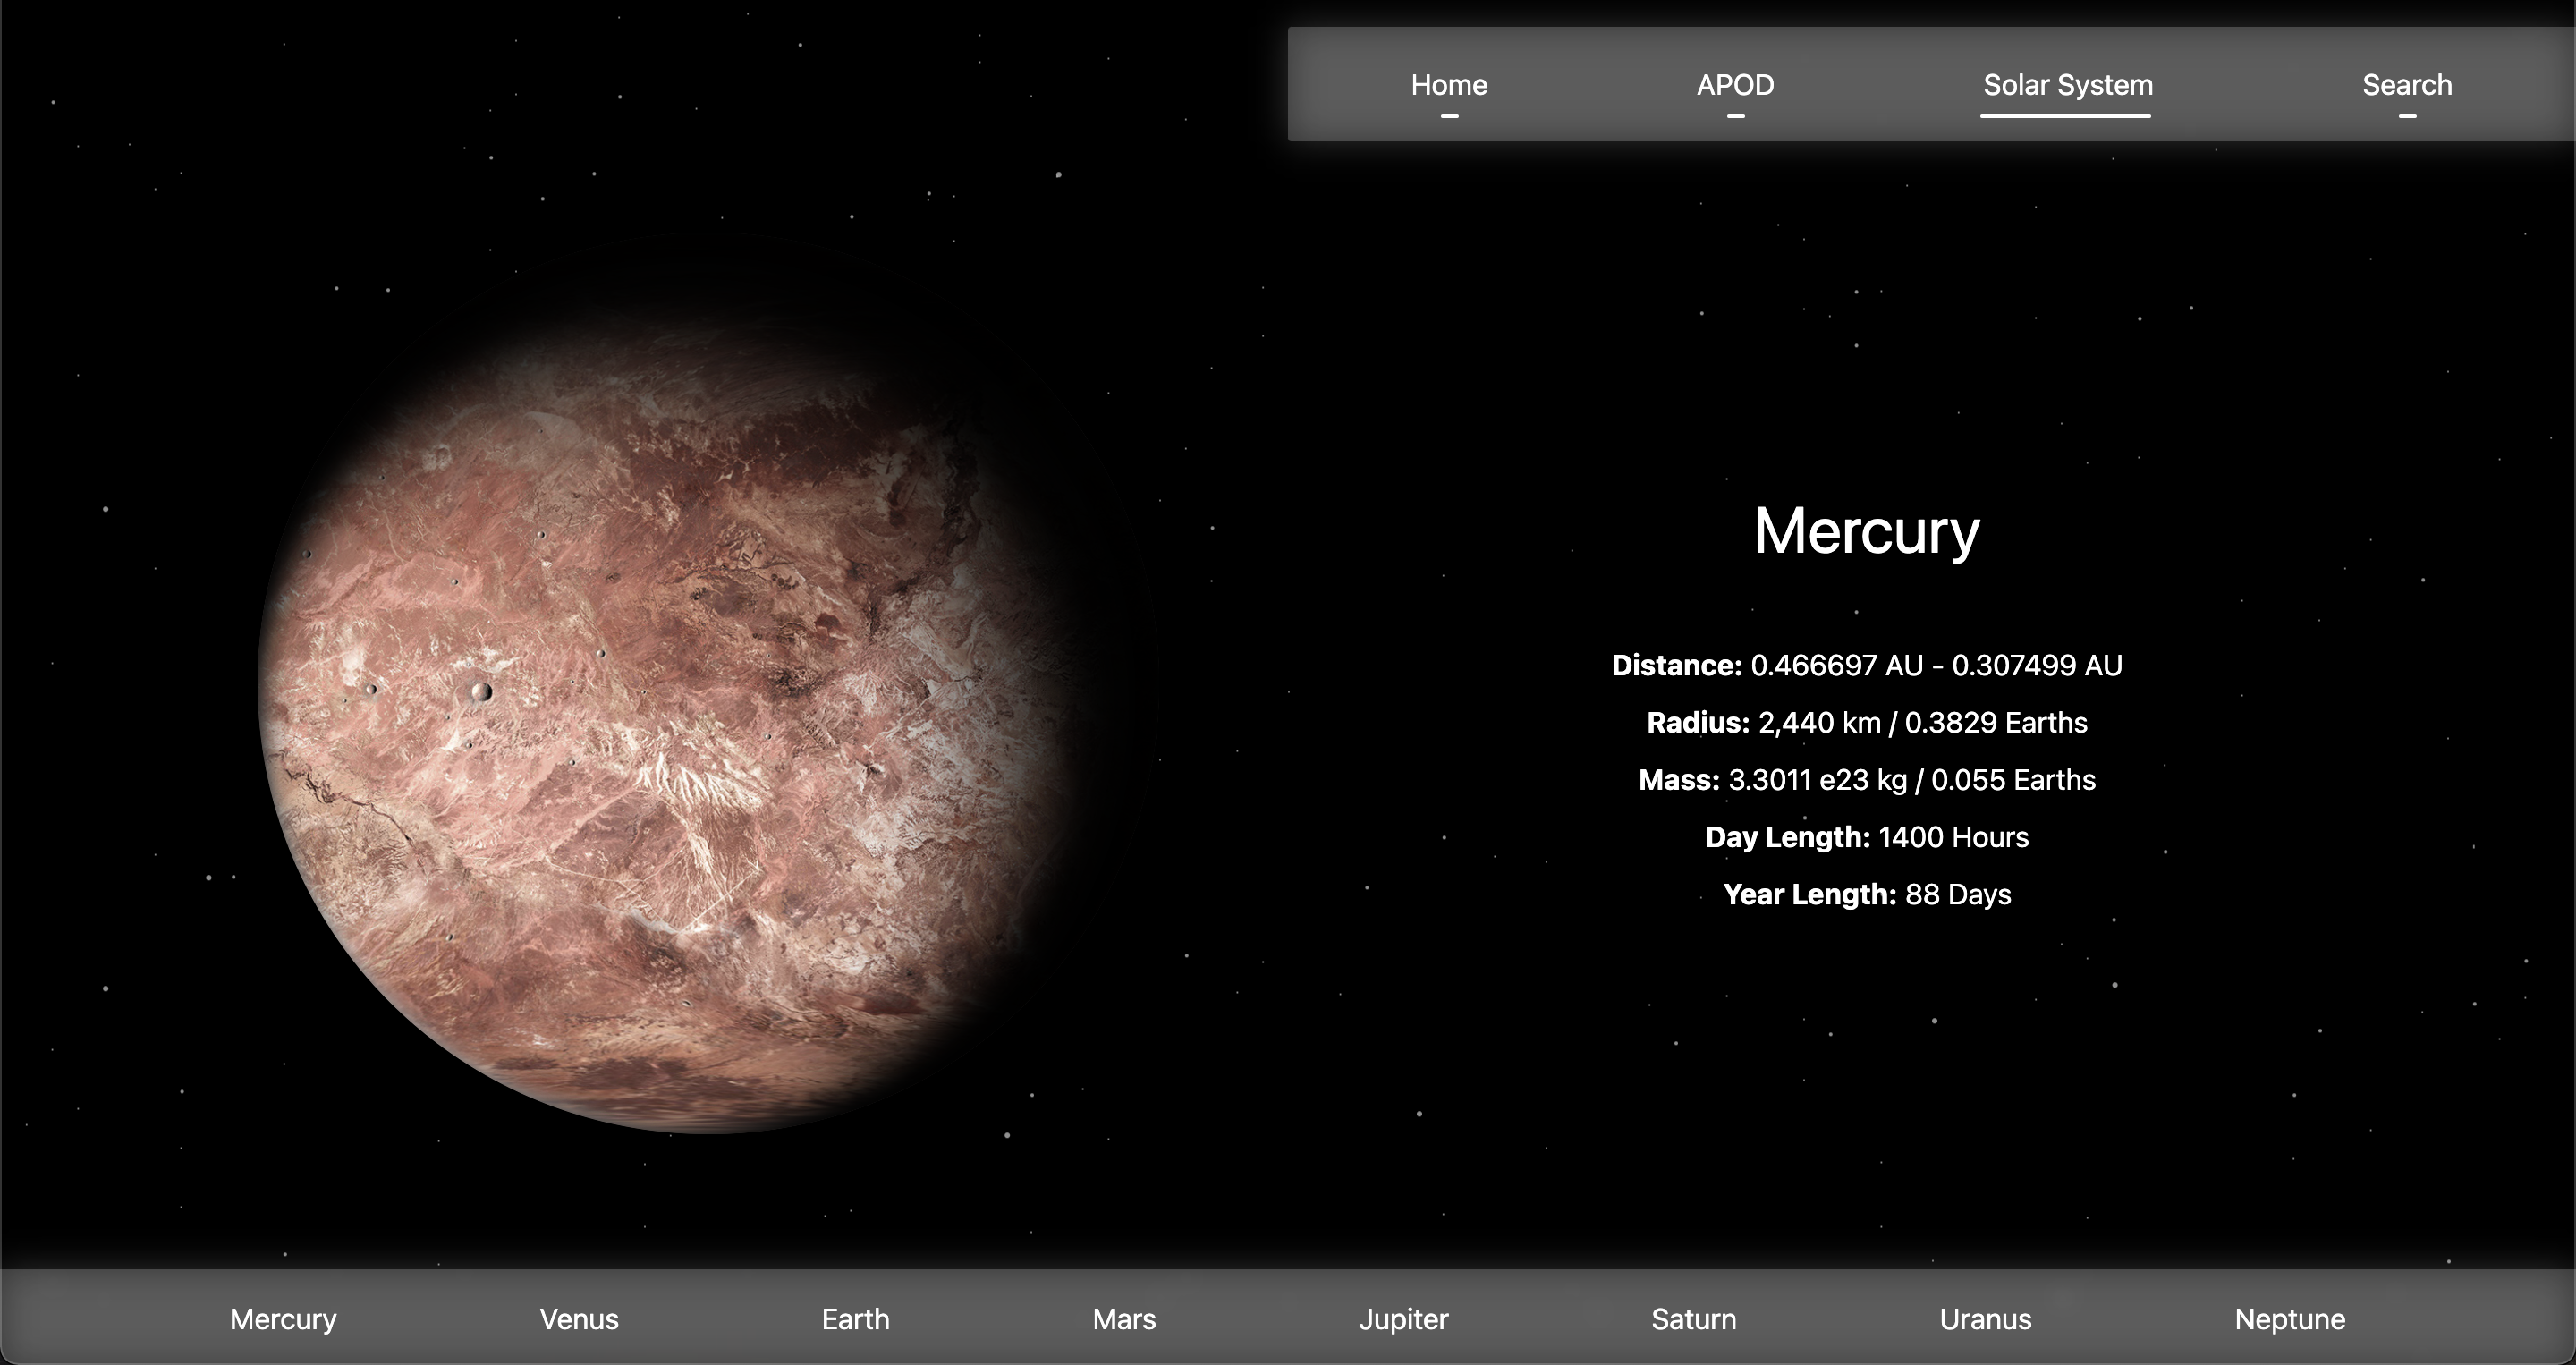 Home APOD Solar System Search
Mercury
Distance: 0.466697 AU - 0.307499 AU
Radius: 2,440 km / 0.3829 Earths
Mass: 3.3011 e23 kg / 0.055 Earths
Day Length: 1400 Hours
Year Length: 88 Days
Mercury Venus Earth Mars Jupiter Saturn Uranus Neptune